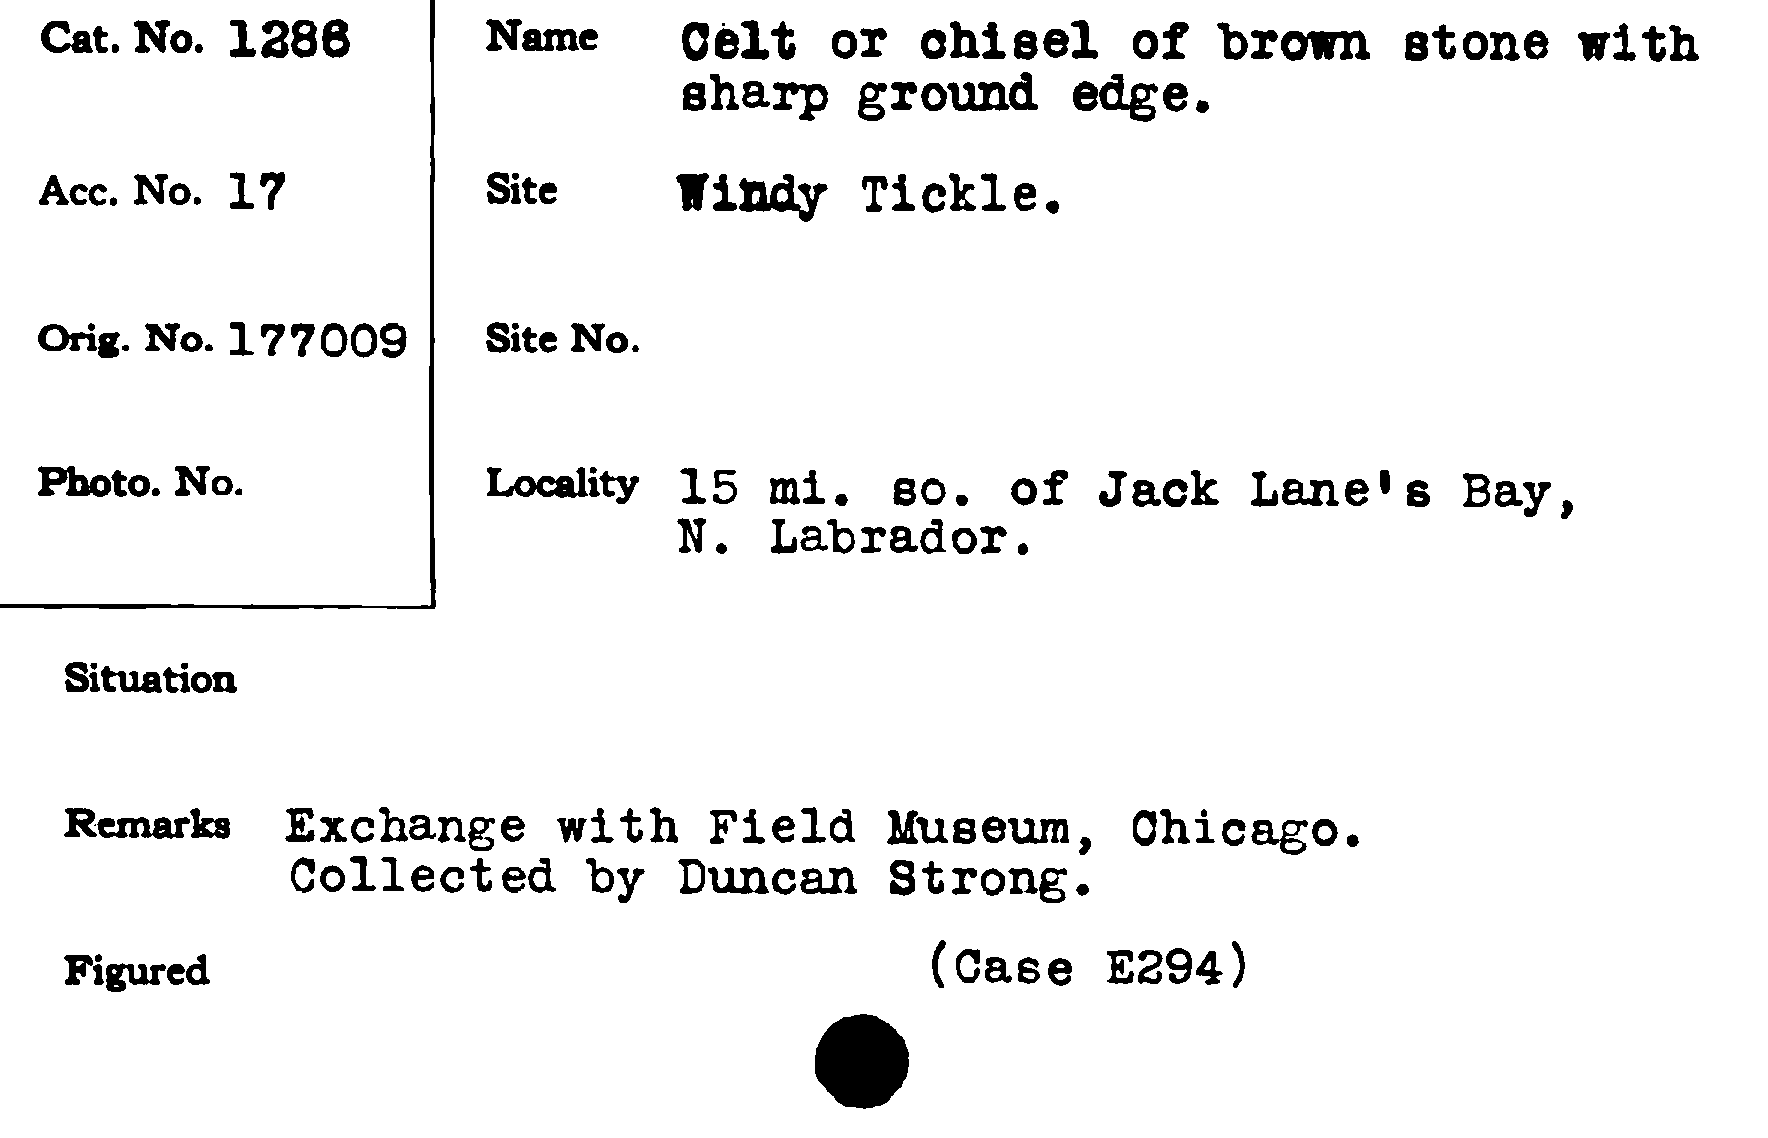 Cat. No. 1286
Name Celt or chisel of brown stone with
sharp ground edge.
Acc. No. 17
Site Windy Tickle.
Orig. No. 177009
Site No.
Photo. No.
Locality 15 mi. so. of Jack Lane's Bay,
N. Labrador.
Situation
Remarks Exchange with Field Museum, Chicago.
Collected by Duncan Strong.
Figured
(Case E294)